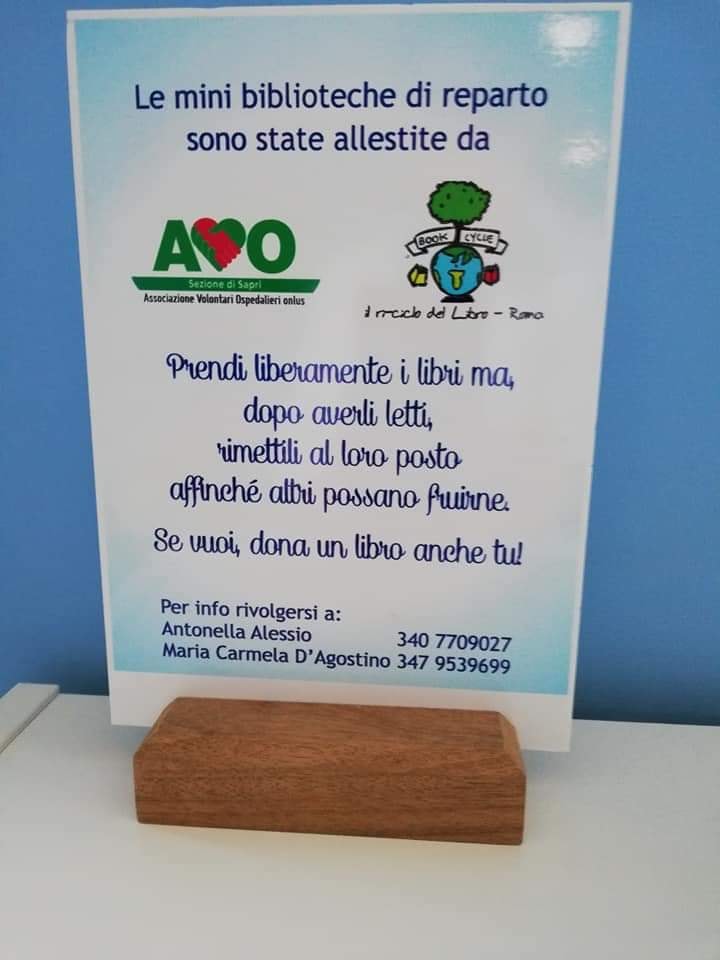 Le mini biblioteche di reparto
sono state allestite da
AVO
Sezione di Sapri
Associazione Volontari Ospedalieri onlus
BOOK CYCLE
il riciclo del Libro - Roma
Prendi liberamente i libri ma,
dopo averli letti,
rimettili al loro posto
affinché altri possano fruirne.
Se vuoi, dona un libro anche tu!
Per info rivolgersi a:
Antonella Alessio 340 7709027
Maria Carmela D'Agostino 347 9539699